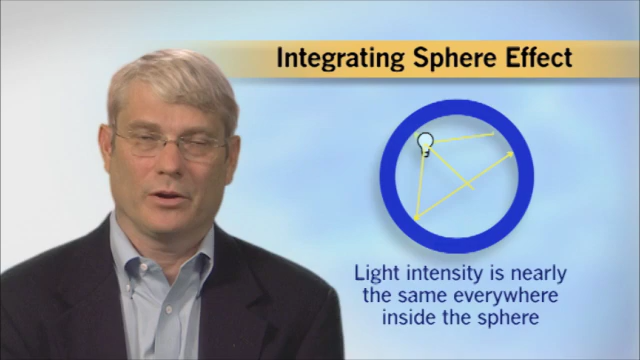 Integrating Sphere Effect
Light intensity is nearly
the same everywhere
inside the sphere